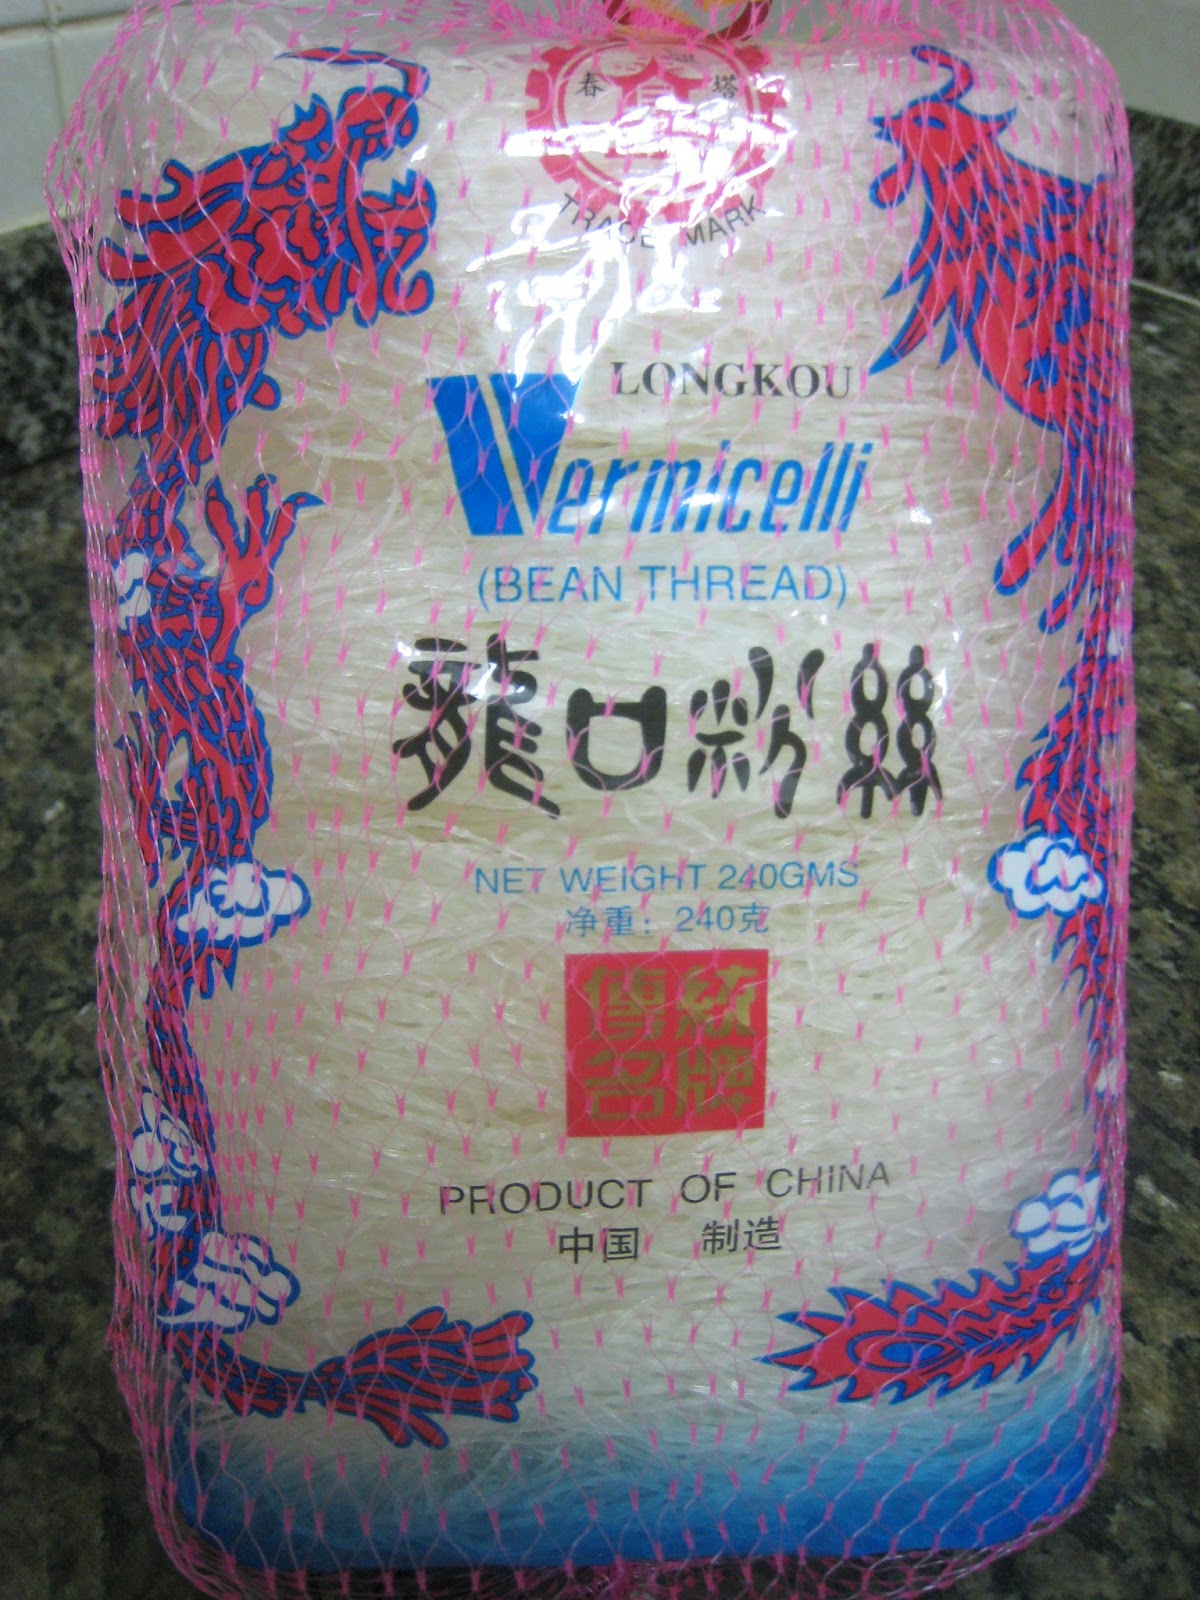 春 塔
TRADE MARK
LONGKOU
Vermicelli
(BEAN THREAD)
龍口粉絲
NET WEIGHT 240GMS
净重：240克
傳統
名牌
PRODUCT OF CHINA
中国 制造